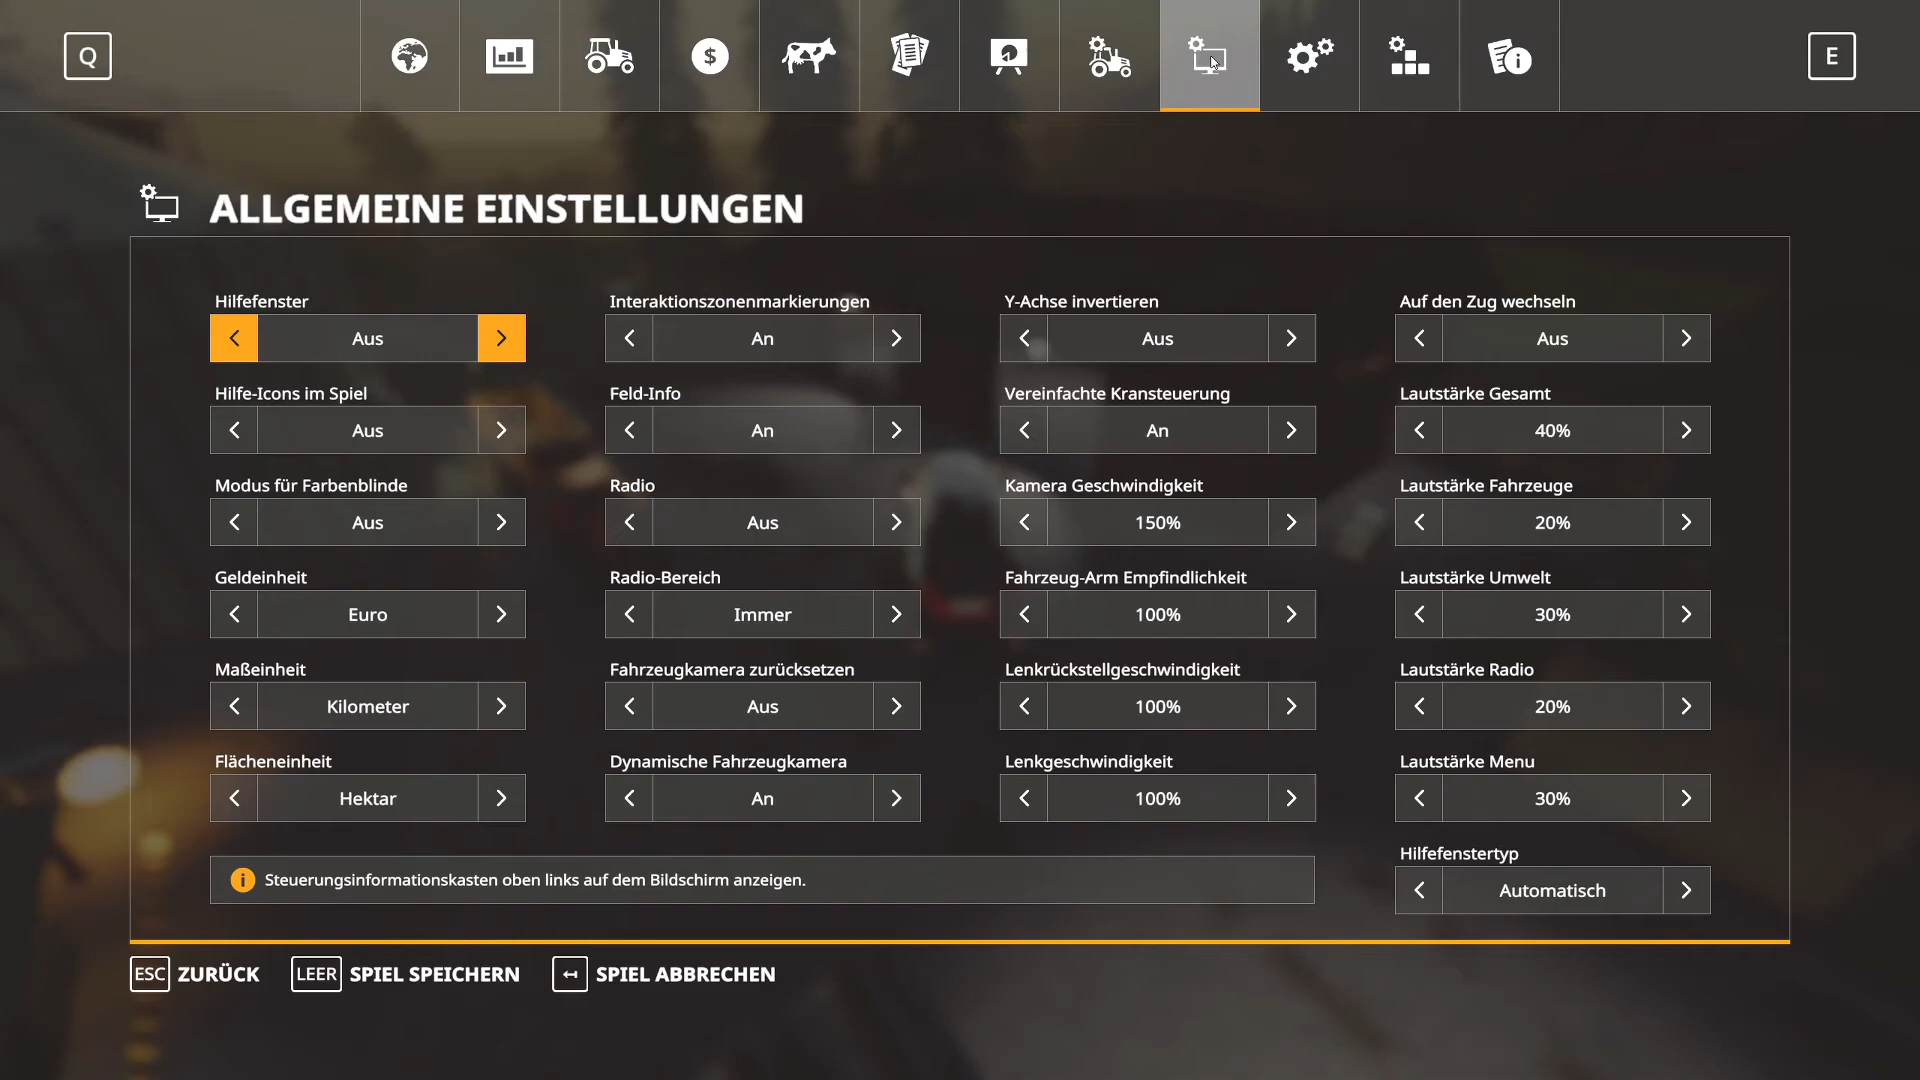 Q
E
ALLGEMEINE EINSTELLUNGEN
Hilfefenster
Aus
Hilfe-Icons im Spiel
Aus
Modus für Farbenblinde
Aus
Geldeinheit
Euro
Maßeinheit
Kilometer
Flächeneinheit
Hektar
Interaktionszonenmarkierungen
An
Feld-Info
An
Radio
Aus
Radio-Bereich
Immer
Fahrzeugkamera zurücksetzen
Aus
Dynamische Fahrzeugkamera
An
Y-Achse invertieren
Aus
Vereinfachte Kransteuerung
An
Kamera Geschwindigkeit
150%
Fahrzeug-Arm Empfindlichkeit
100%
Lenkrückstellgeschwindigkeit
100%
Lenkgeschwindigkeit
100%
Auf den Zug wechseln
Aus
Lautstärke Gesamt
40%
Lautstärke Fahrzeuge
20%
Lautstärke Umwelt
30%
Lautstärke Radio
20%
Lautstärke Menu
30%
Hilfefenstertyp
Automatisch
Steuerungsinformationskasten oben links auf dem Bildschirm anzeigen.
ESC ZURÜCK LEER SPIEL SPEICHERN SPIEL ABBRECHEN